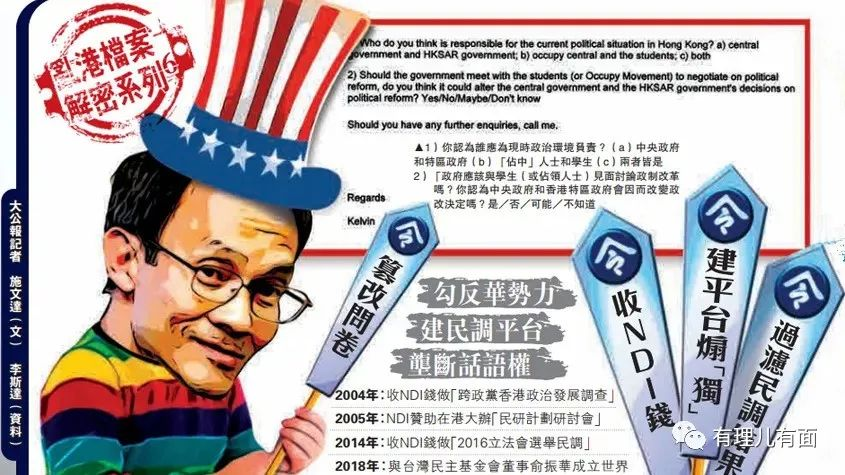 乱港檔案
解密系列6
Who do you think is responsible for the current political situation in Hong Kong? a) central
government and HKSAR government; b) occupy central and the students; c) both
2) Should the government meet with the students (or Occupy Movement) to negotiate on political
reform, do you think it could alter the central government and the HKSAR government's decisions on
political reform? Yes/No/Maybe/Don't know
Should you have any further enquiries, call me.
▲1）你認為誰應為現時政治環境負責？（a）中央政府
和特區政府（b）「佔中」人士和學生（c）兩者皆是
2）「政府應該與學生（或佔領人士）見面討論政制改革
嗎？你認為中央政府和香港特區政府會因而改變政
改決定嗎？是／否／可能／不知道
Regards
Kelvin
大公報記者 施文達（文） 李斯達（資料）
篡改問卷
收NDI錢
建平台煽「獨」
過濾民調
果
勾反華勢力
建民調平台
壟斷話語權
2004年：收NDI錢做「跨政黨香港政治發展調查」
2005年：NDI贊助在港大辦「民研計劃研討會」
2014年：收NDI錢做「2016立法會選舉民調」
2018年：與台灣民主基金會董事俞振華成立世界
有理儿有面